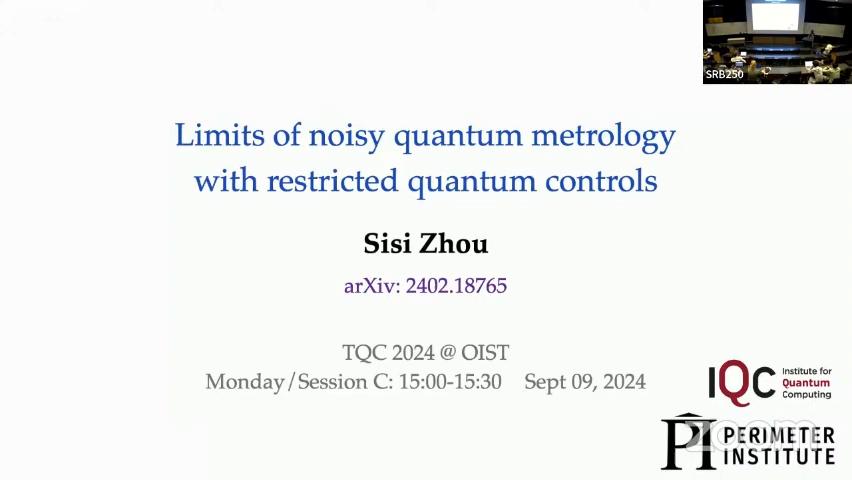 SRB250
Limits of noisy quantum metrology
with restricted quantum controls
Sisi Zhou
arXiv: 2402.18765
TQC 2024 @ OIST
Monday/Session C: 15:00-15:30 Sept 09, 2024
IQC Institute for
Quantum
Computing
zoom
PI PERIMETER
INSTITUTE